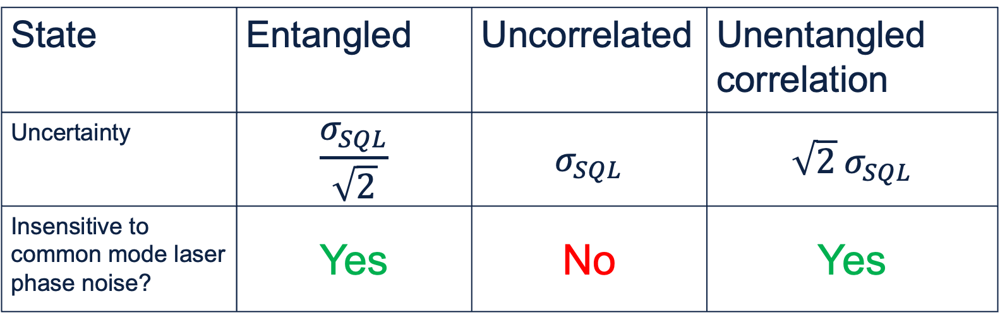 State Entangled Uncorrelated Unentangled
correlation
Uncertainty σ_SQL/√2 σ_SQL √2 σ_SQL
Insensitive to
common mode laser Yes No Yes
phase noise?